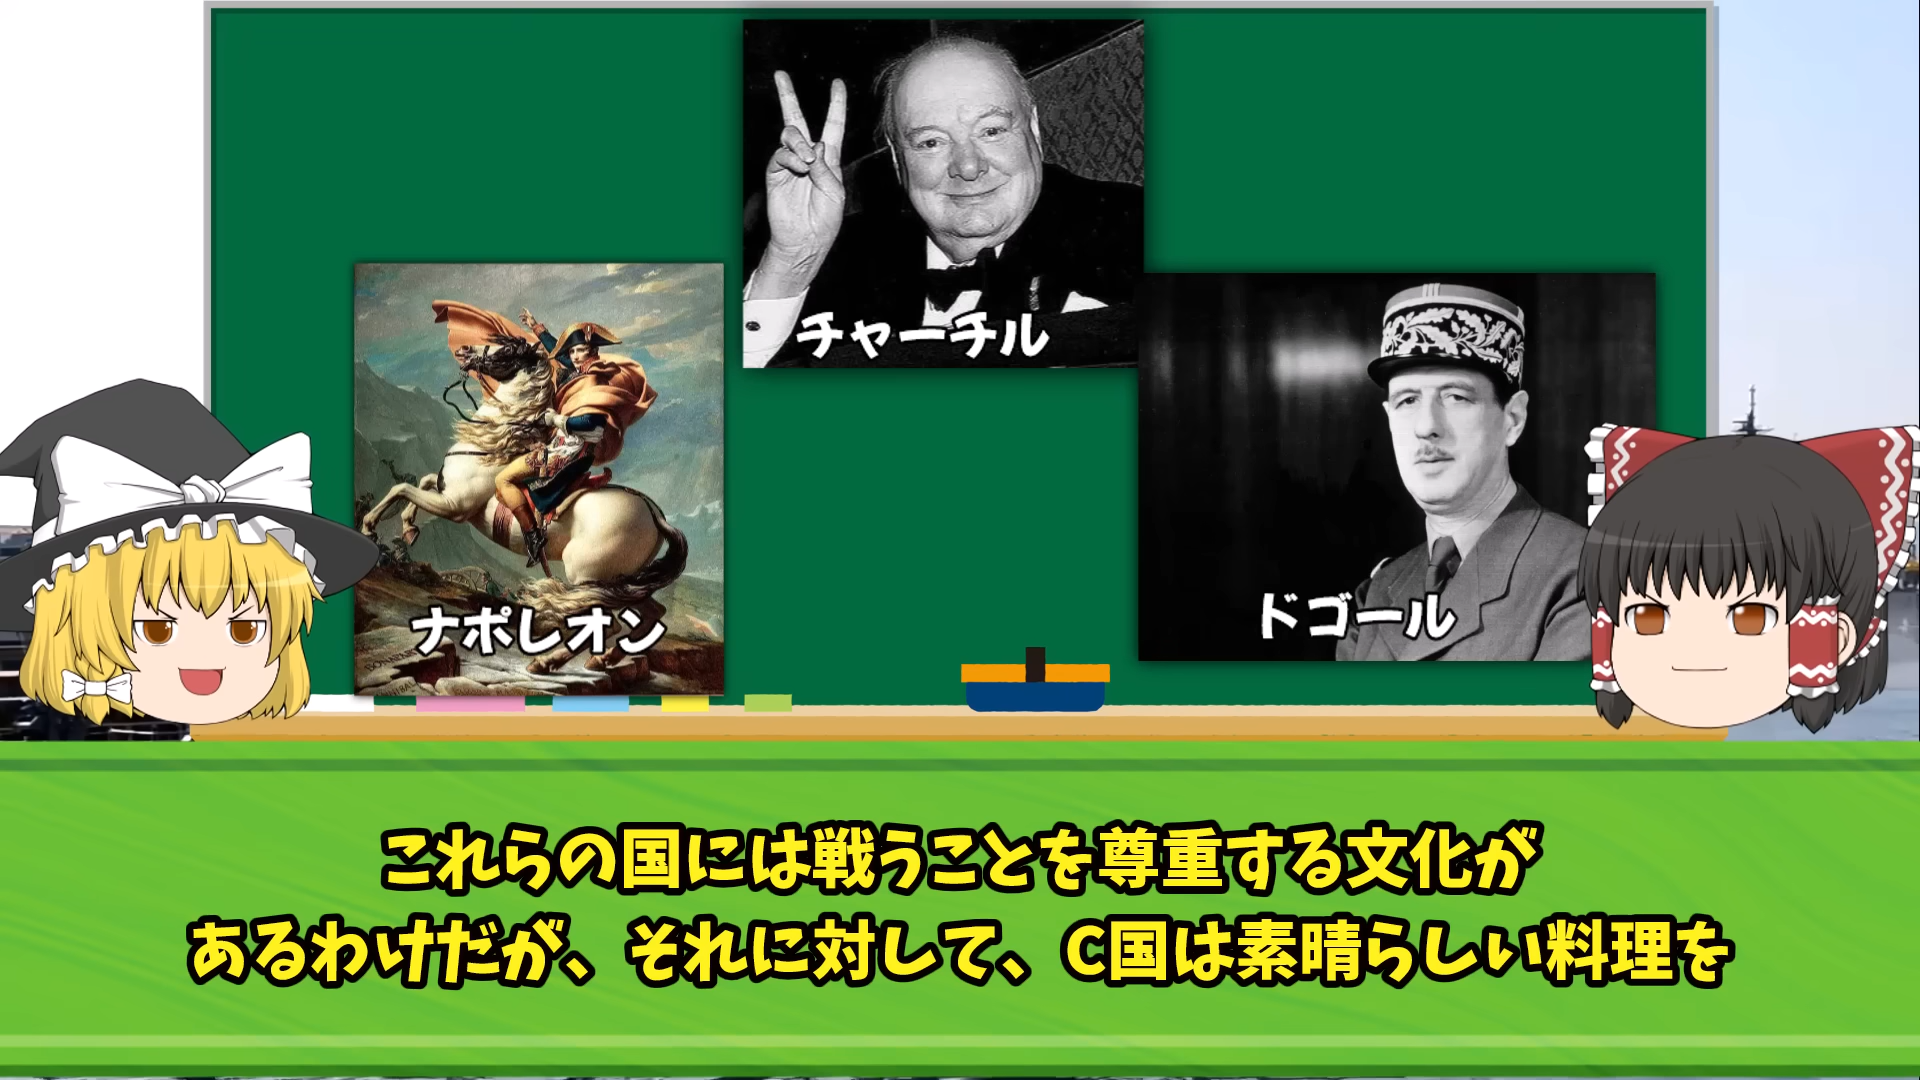 チャーチル
ナポレオン
ドゴール
これらの国には戦うことを尊重する文化が
あるわけだが、それに対して、C国は素晴らしい料理を